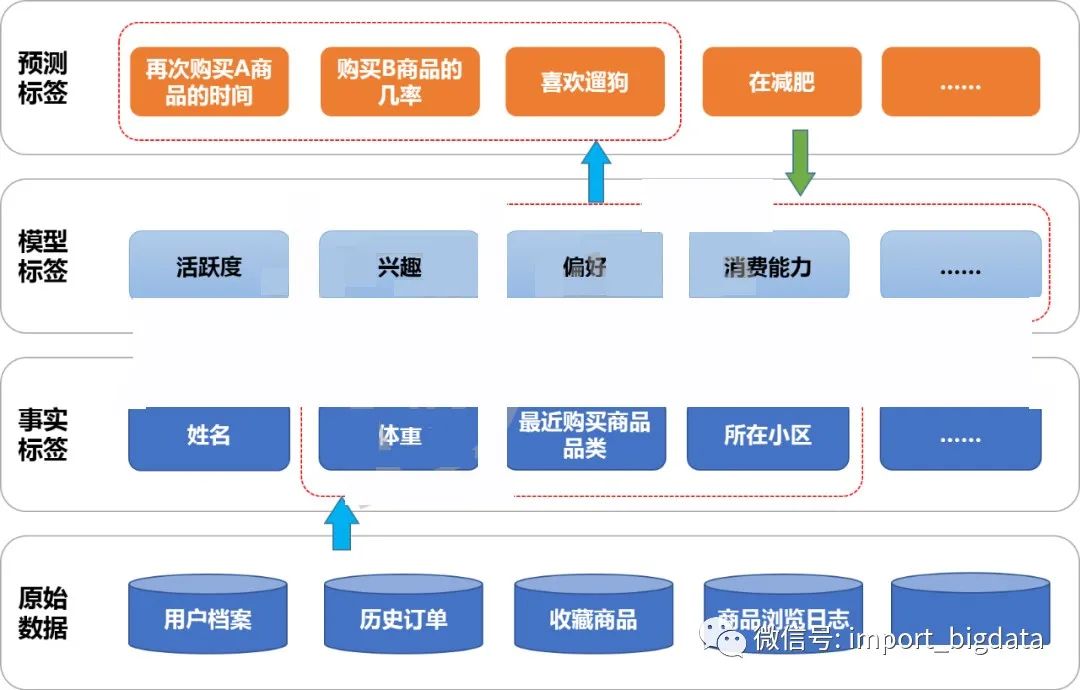 预测
标签
再次购买A商
品的时间
购买B商品的
几率
喜欢遛狗
在减肥
……
模型
标签
活跃度
兴趣
偏好
消费能力
……
事实
标签
姓名
体重
最近购买商品
品类
所在小区
……
原始
数据
用户档案
历史订单
收藏商品
商品浏览日志
微信号: import_bigdata